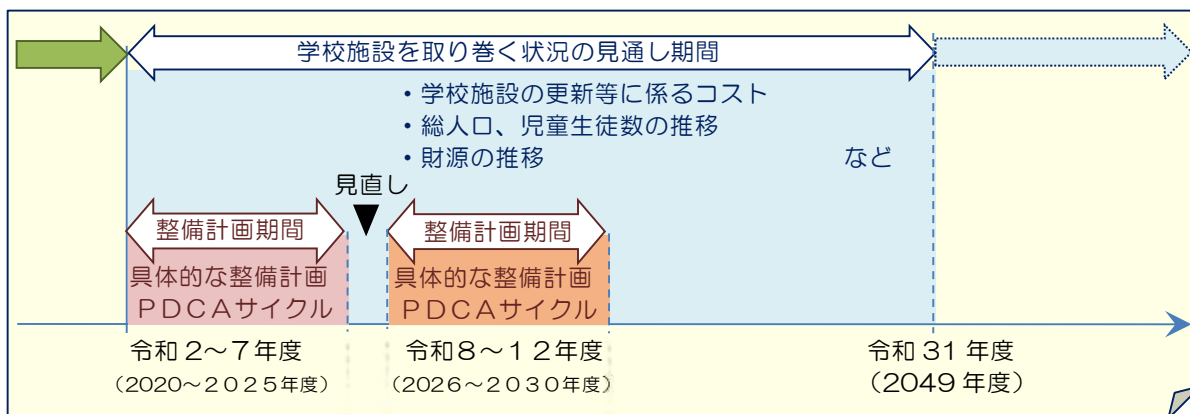 学校施設を取り巻く状況の見通し期間
・学校施設の更新等に係るコスト
・総人口、児童生徒数の推移
・財源の推移 など
見直し
整備計画期間
具体的な整備計画
ＰＤＣＡサイクル
整備計画期間
具体的な整備計画
ＰＤＣＡサイクル
令和２～７年度
（2020～２０２５年度）
令和８～１２年度
（2026～２０３０年度）
令和 31 年度
（2049 年度）